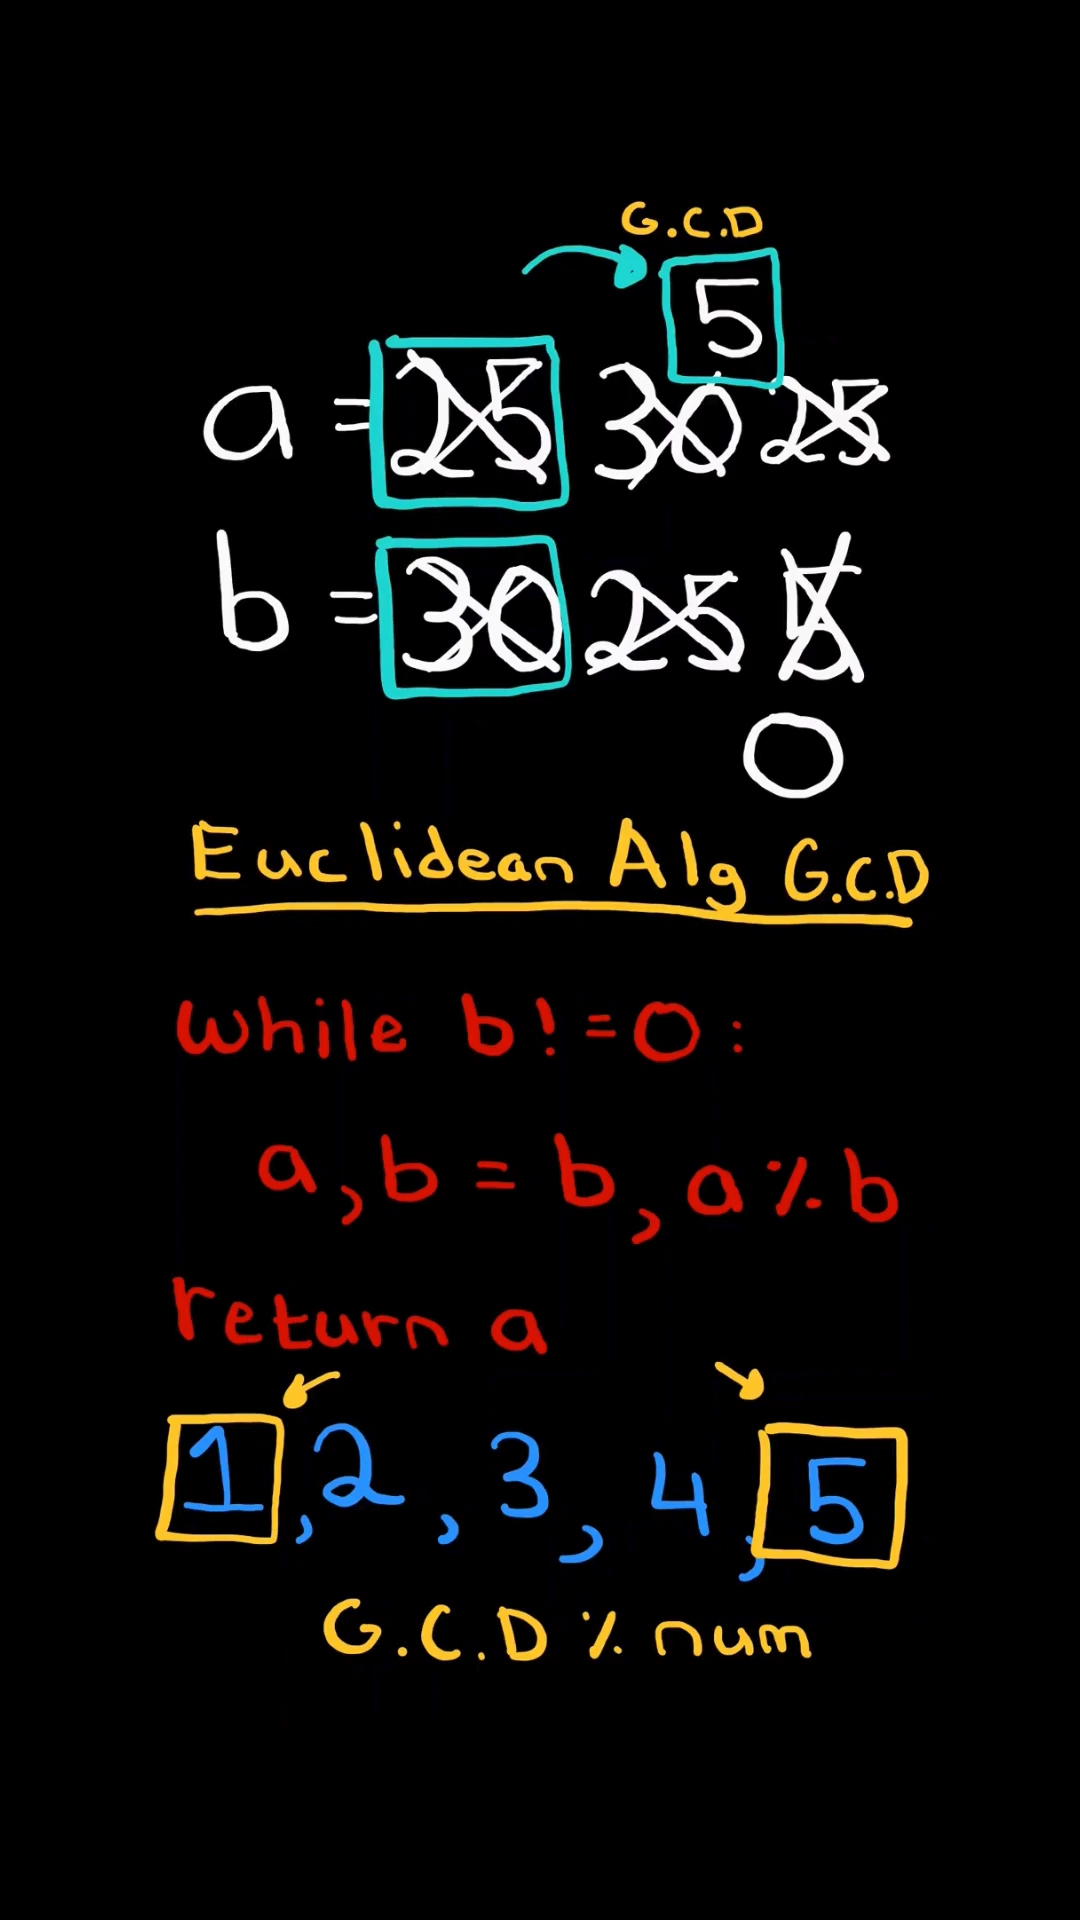 G.C.D
5
a = 25 30 25
b = 30 25 5
0
Euclidean Alg G.C.D
while b! = 0 :
a, b = b, a % b
return a
1, 2, 3, 4, 5
G.C.D % num